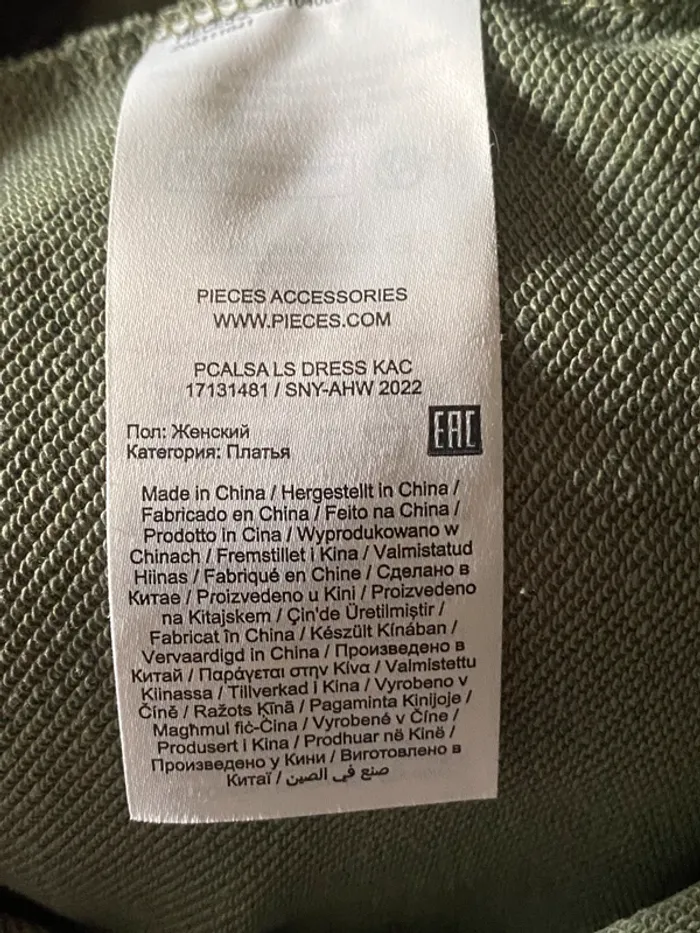 PIECES ACCESSORIES
WWW.PIECES.COM
PCALSA LS DRESS KAC
17131481 / SNY-AHW 2022
Пол: Женский
Категория: Платья
EAC
Made in China / Hergestellt in China /
Fabricado en China / Feito na China /
Prodotto in Cina / Wyprodukowano w
Chinach / Fremstillet i Kina / Valmistatud
Hiinas / Fabriqué en Chine / Сделано в
Китае / Proizvedeno u Kini / Proizvedeno
na Kitajskem / Çin'de Üretilmiştir /
Fabricat în China / Készült Kínában /
Vervaardigd in China / Произведено в
Китай / Παράγεται στην Κίνα / Valmistettu
Kiinassa / Tillverkad i Kina / Vyrobeno v
Číně / Ražots Ķīnā / Pagaminta Kinijoje /
Magħmul fiċ-Ċina / Vyrobené v Číne /
Produsert i Kina / Prodhuar në Kinë /
Произведено у Кини / Виготовлено в
Китаї / صنع في الصين